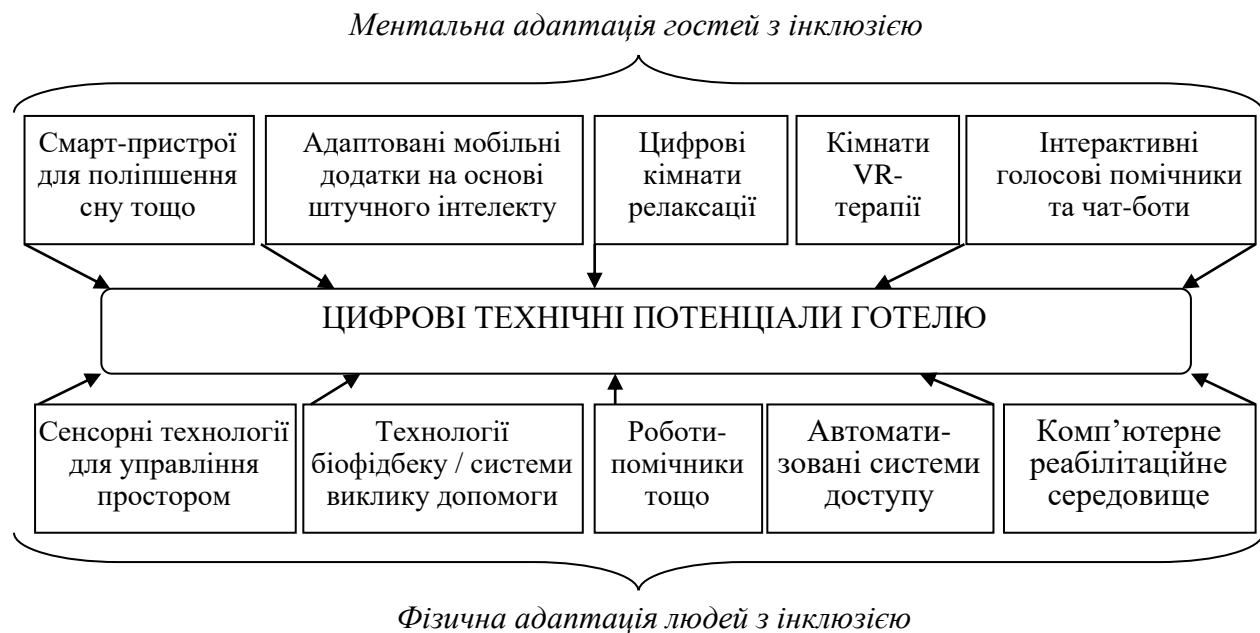 Ментальна адаптація гостей з інклюзією
Смарт-пристрої
для поліпшення
сну тощо
Адаптовані мобільні
додатки на основі
штучного інтелекту
Цифрові
кімнати
релаксації
Кімнати
VR-
терапії
Інтерактивні
голосові помічники
та чат-боти
ЦИФРОВІ ТЕХНІЧНІ ПОТЕНЦІАЛИ ГОТЕЛЮ
Сенсорні технології
для управління
простором
Технології
біофідбеку / системи
виклику допомоги
Роботи-
помічники
тощо
Автомати-
зовані системи
доступу
Комп’ютерне
реабілітаційне
середовище
Фізична адаптація людей з інклюзією